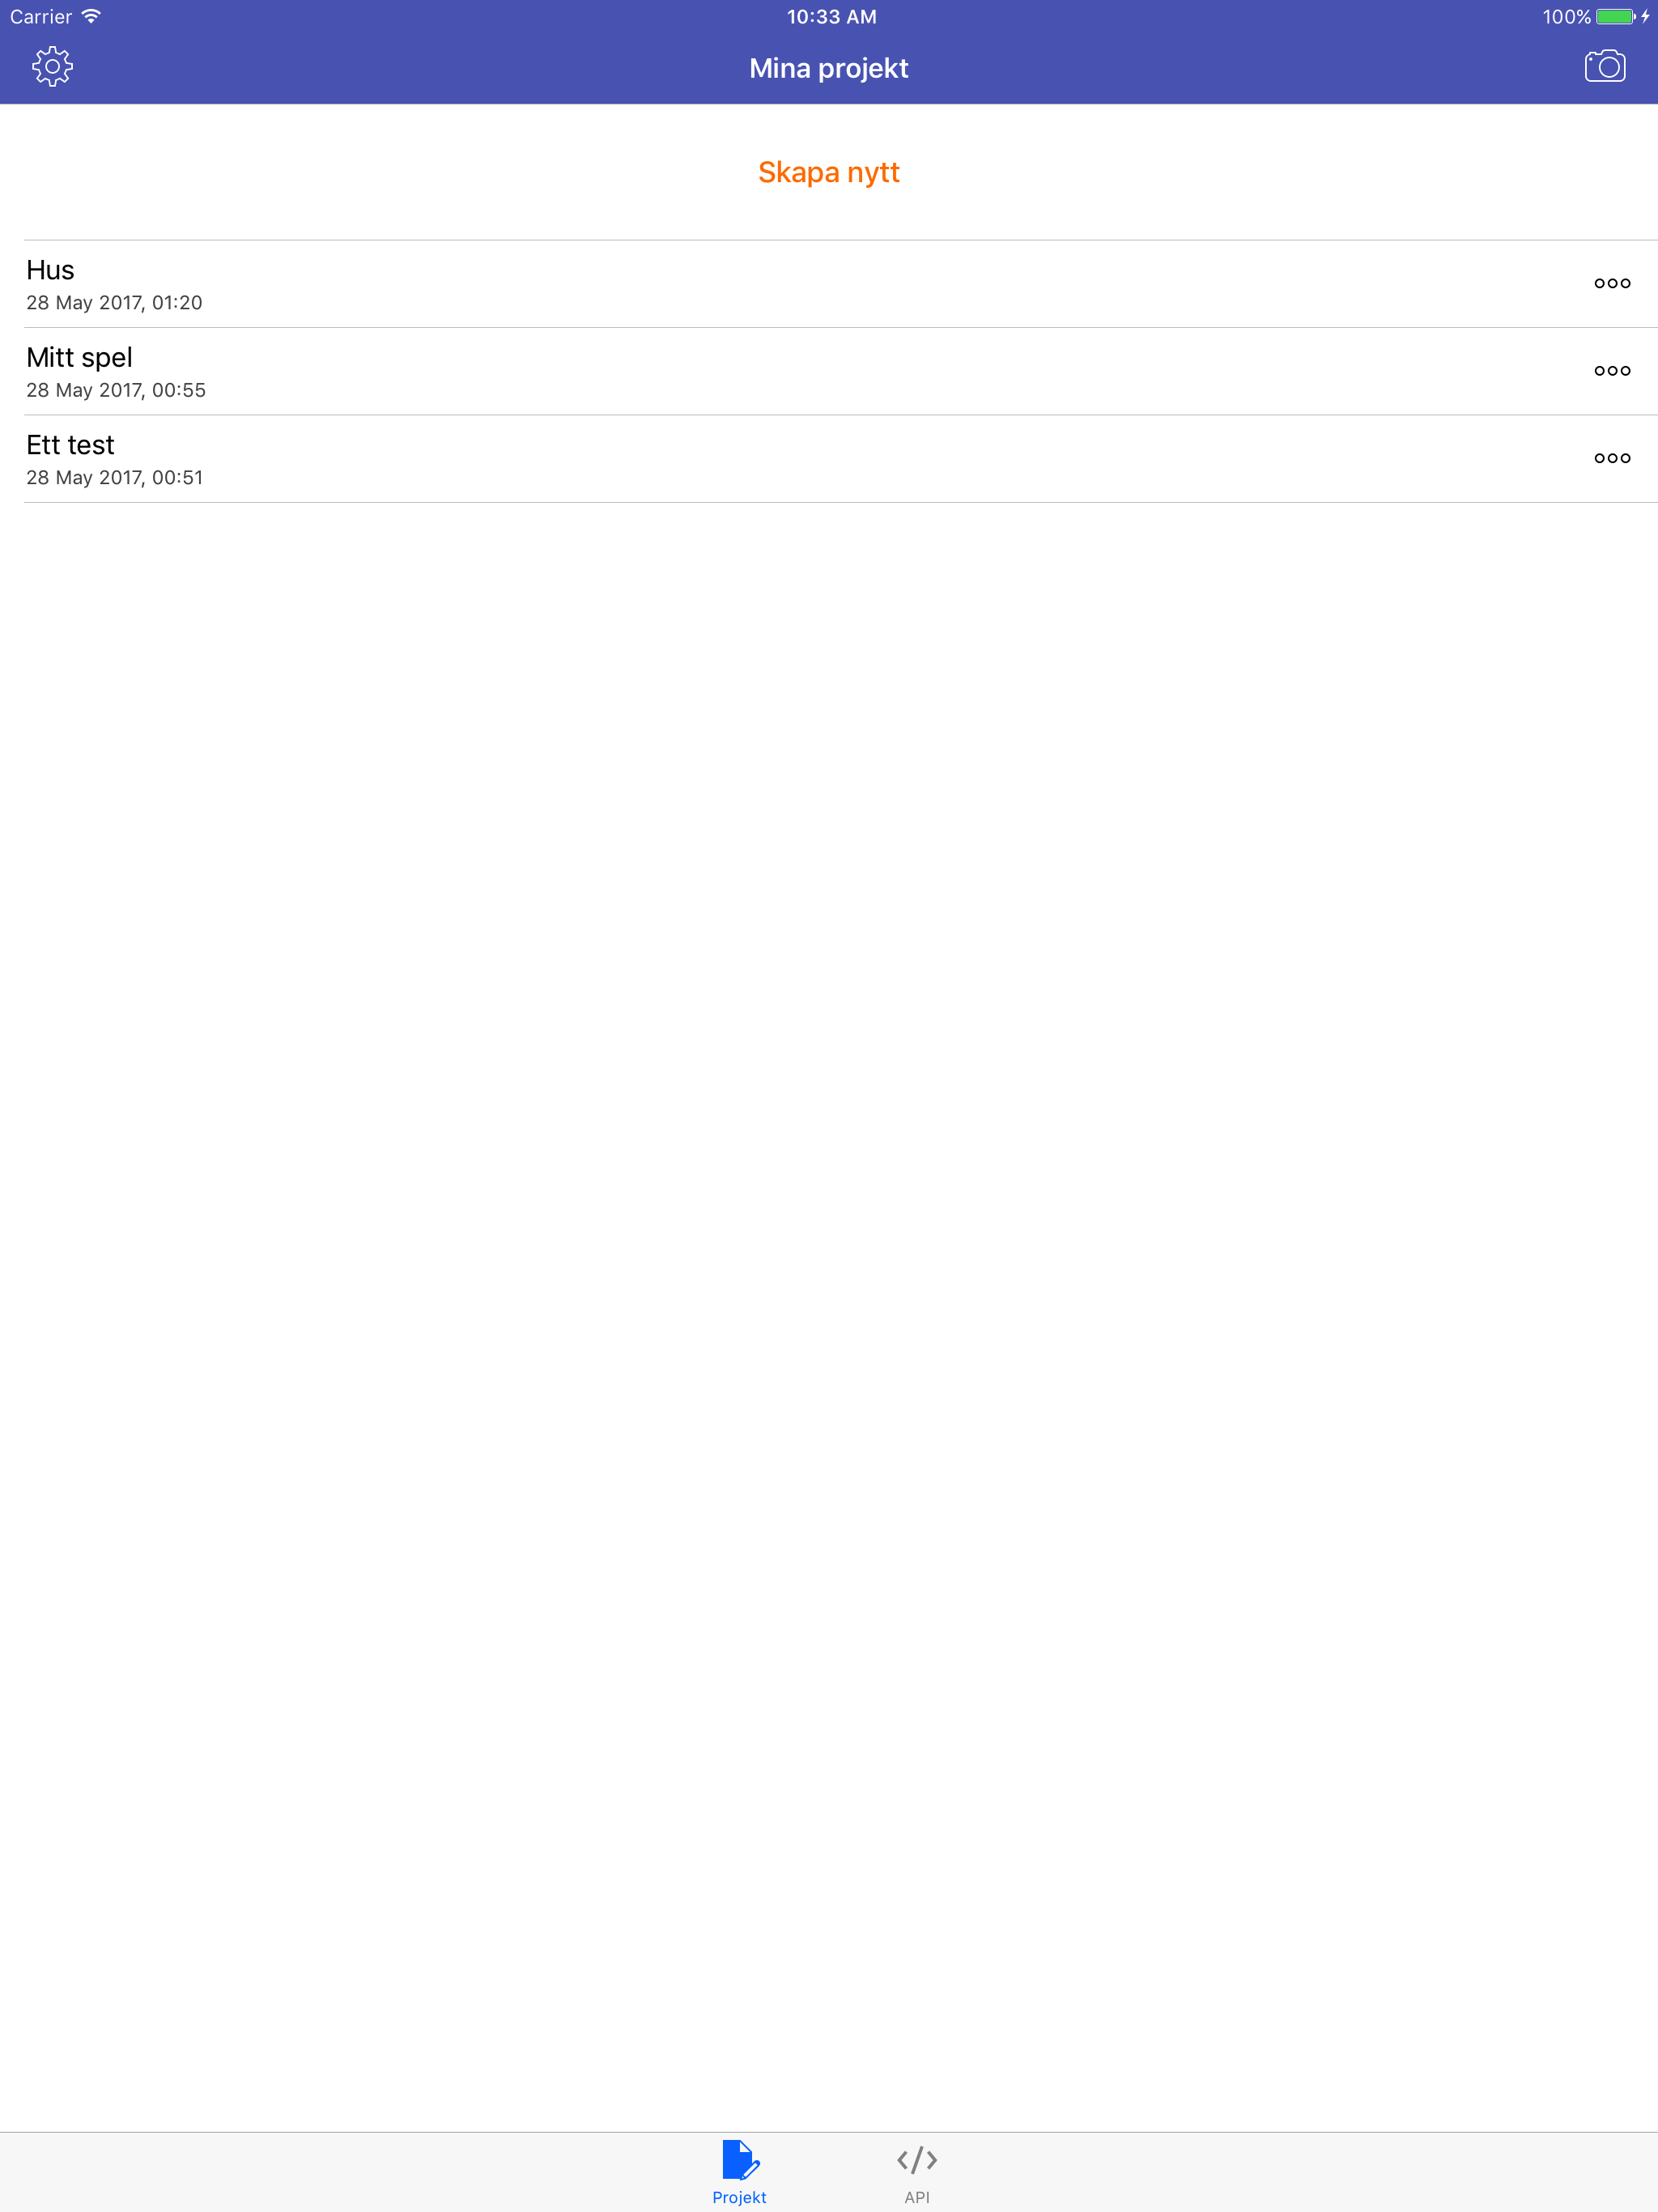 Carrier 10:33 AM 100%
Mina projekt
Skapa nytt
Hus
28 May 2017, 01:20
Mitt spel
28 May 2017, 00:55
Ett test
28 May 2017, 00:51
Projekt API